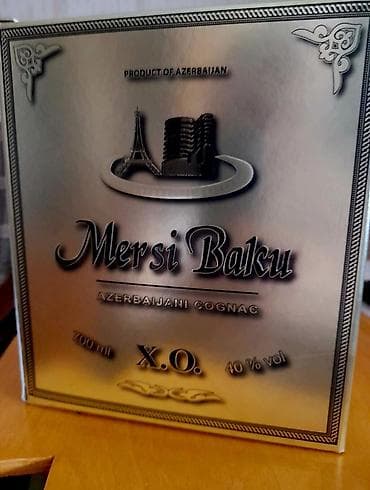 PRODUCT OF AZERBAIJAN
Mersi Baku
AZERBAIJANI COGNAC
700 ml X.O. 40 % vol